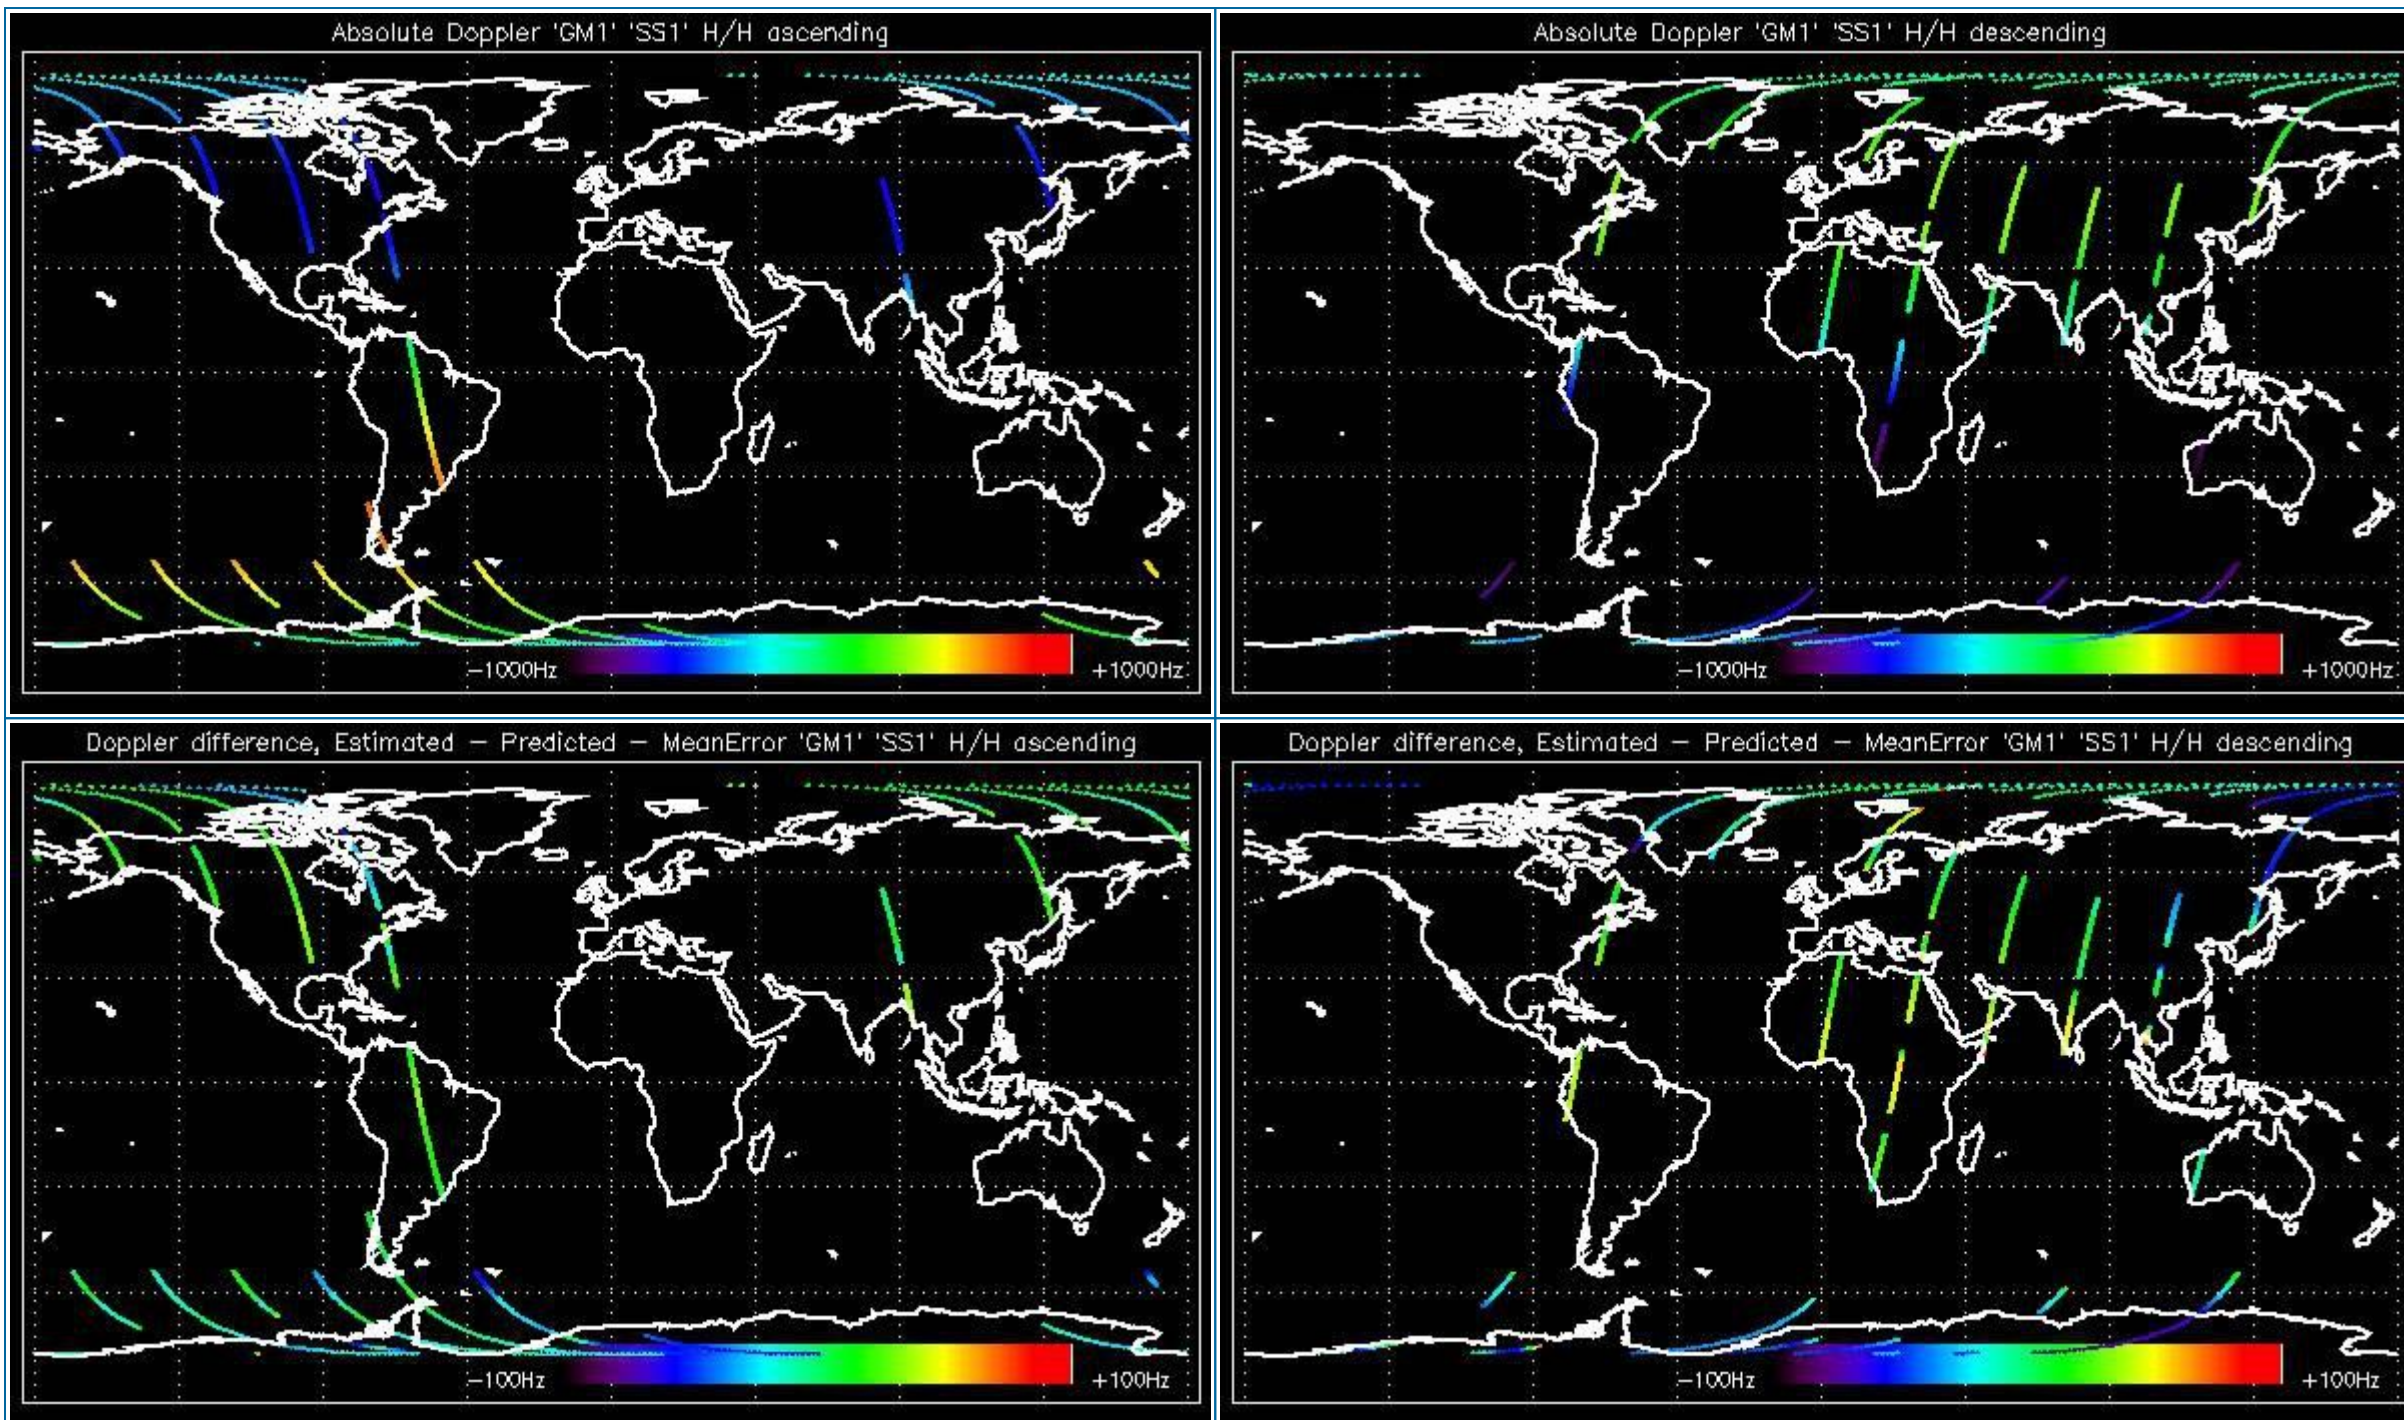 Absolute Doppler 'GM1' 'SS1' H/H ascending
-1000Hz
+1000Hz
Absolute Doppler 'GM1' 'SS1' H/H descending
-1000Hz
+1000Hz
Doppler difference, Estimated - Predicted - MeanError 'GM1' 'SS1' H/H ascending
-100Hz
+100Hz
Doppler difference, Estimated - Predicted - MeanError 'GM1' 'SS1' H/H descending
-100Hz
+100Hz